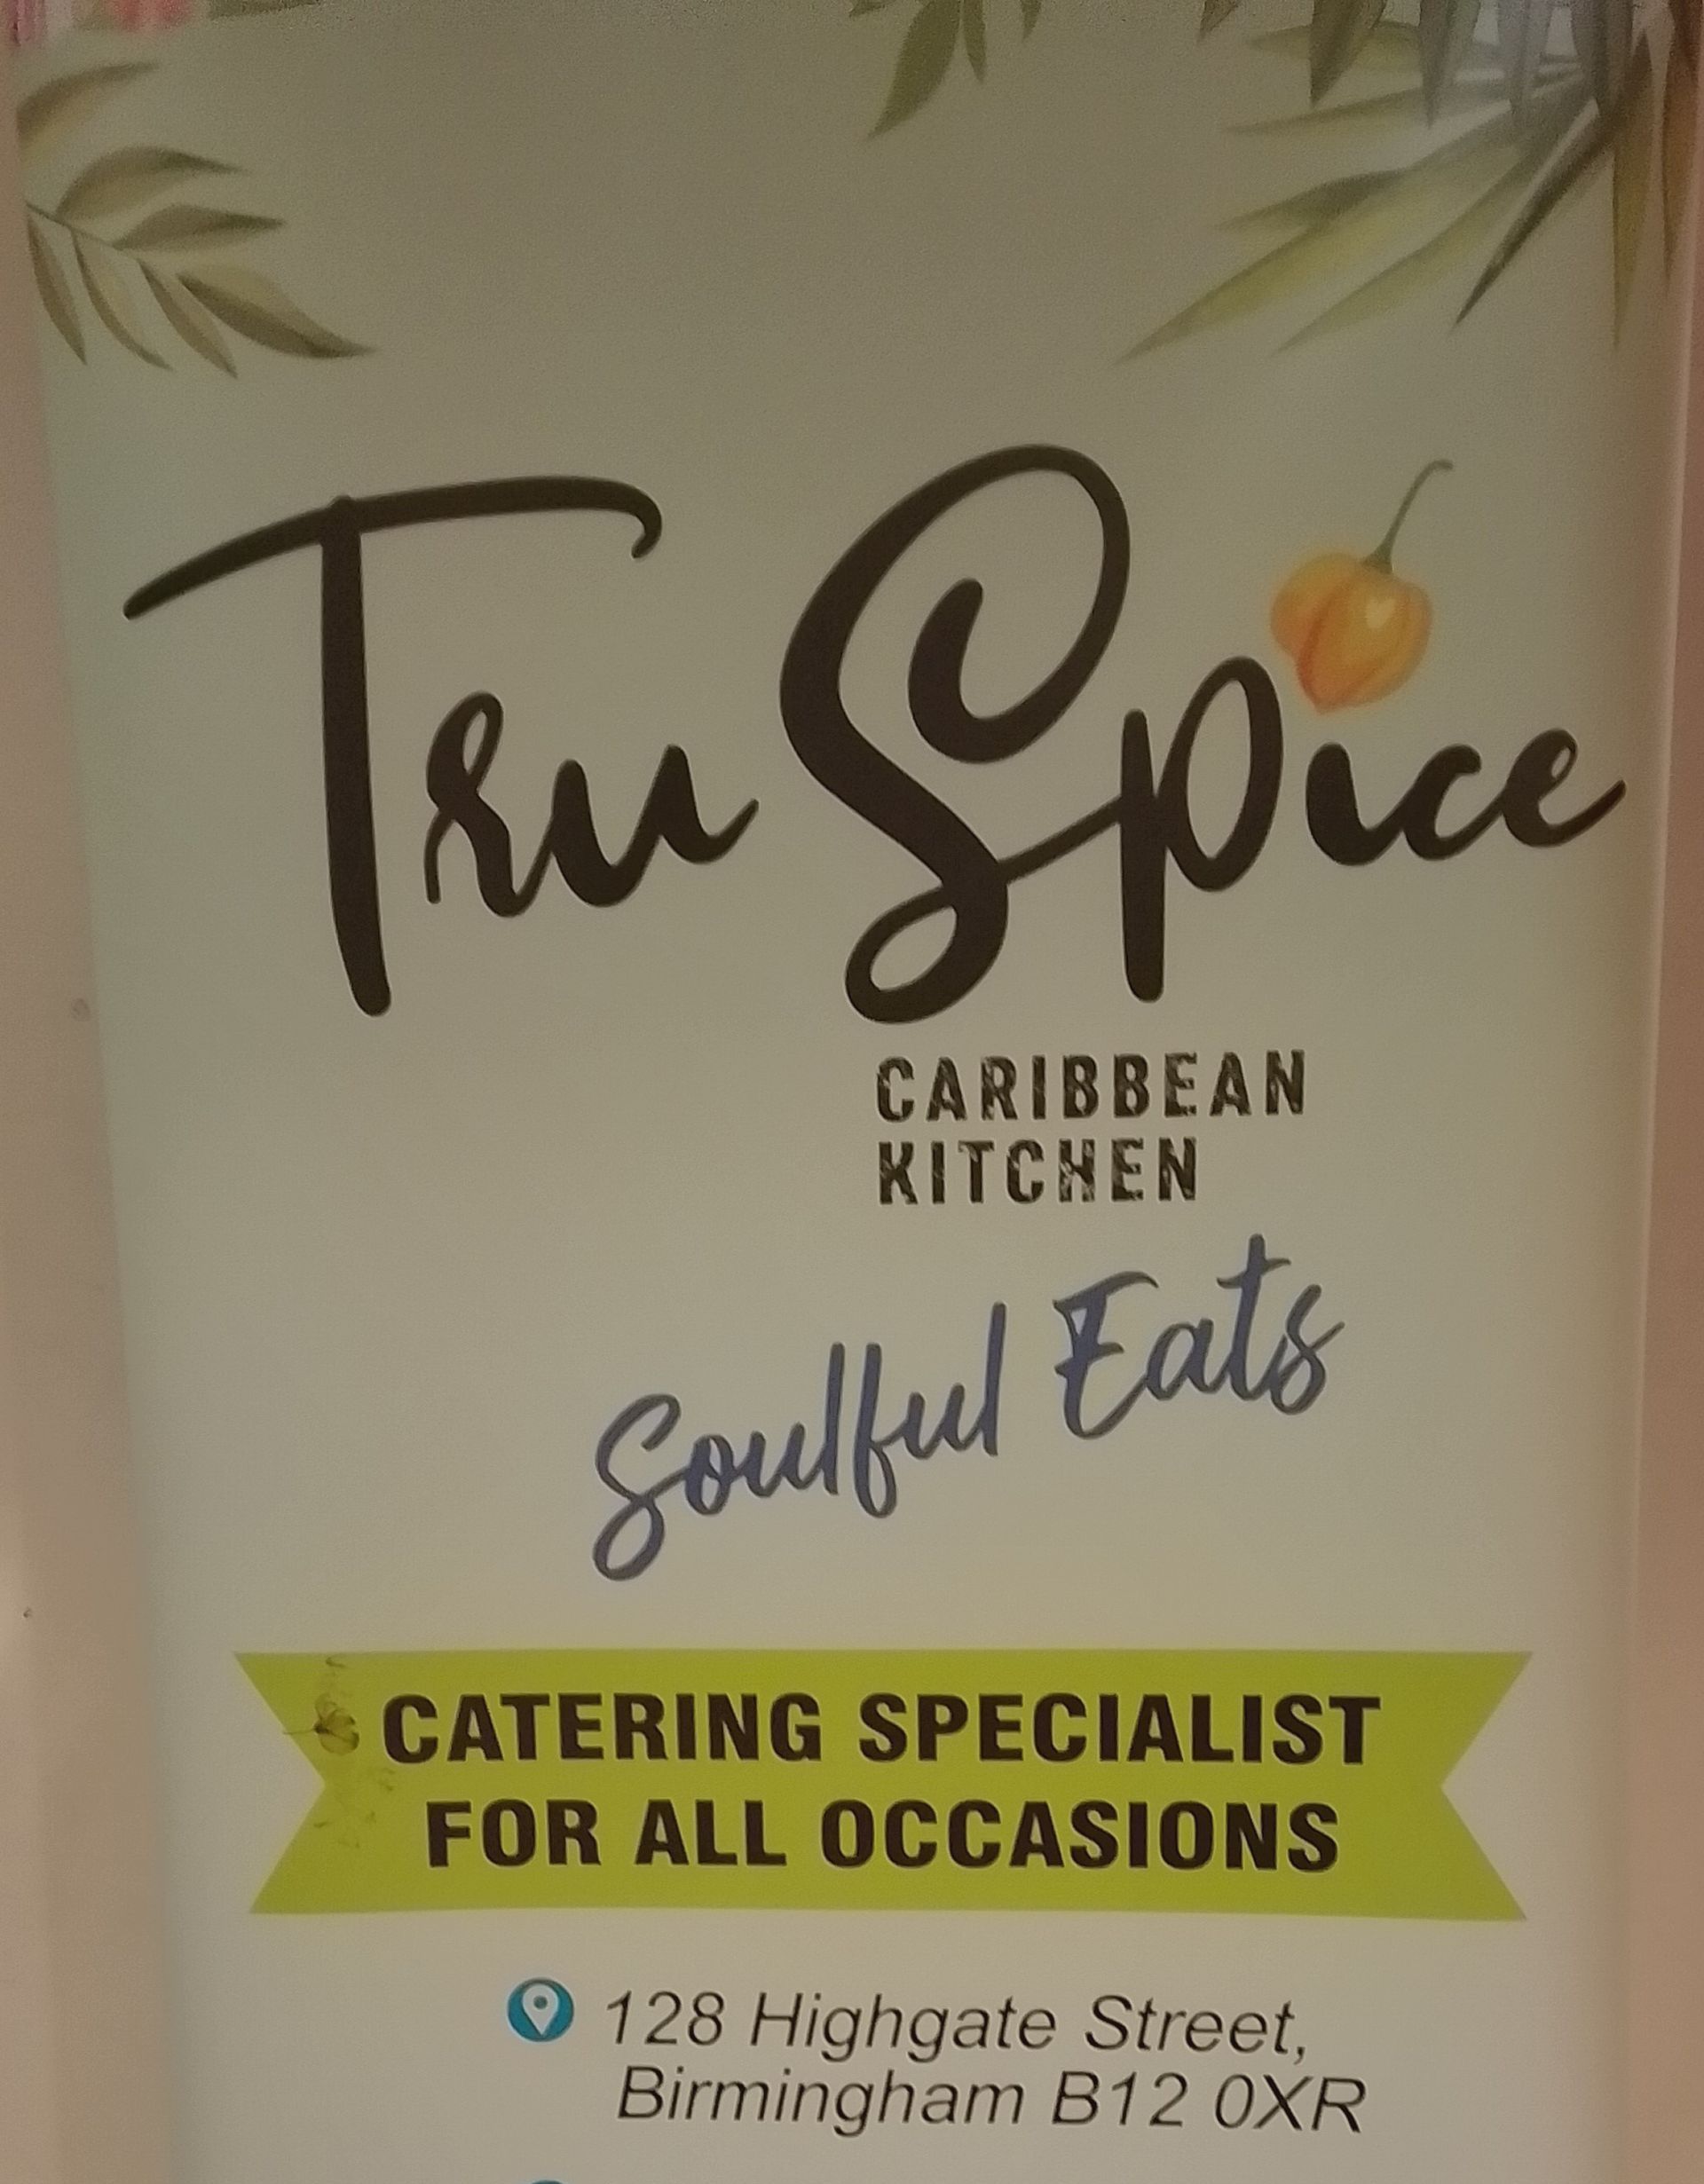 Tru Spice
CARIBBEAN
KITCHEN
Soulful Eats
CATERING SPECIALIST
FOR ALL OCCASIONS
128 Highgate Street,
Birmingham B12 0XR